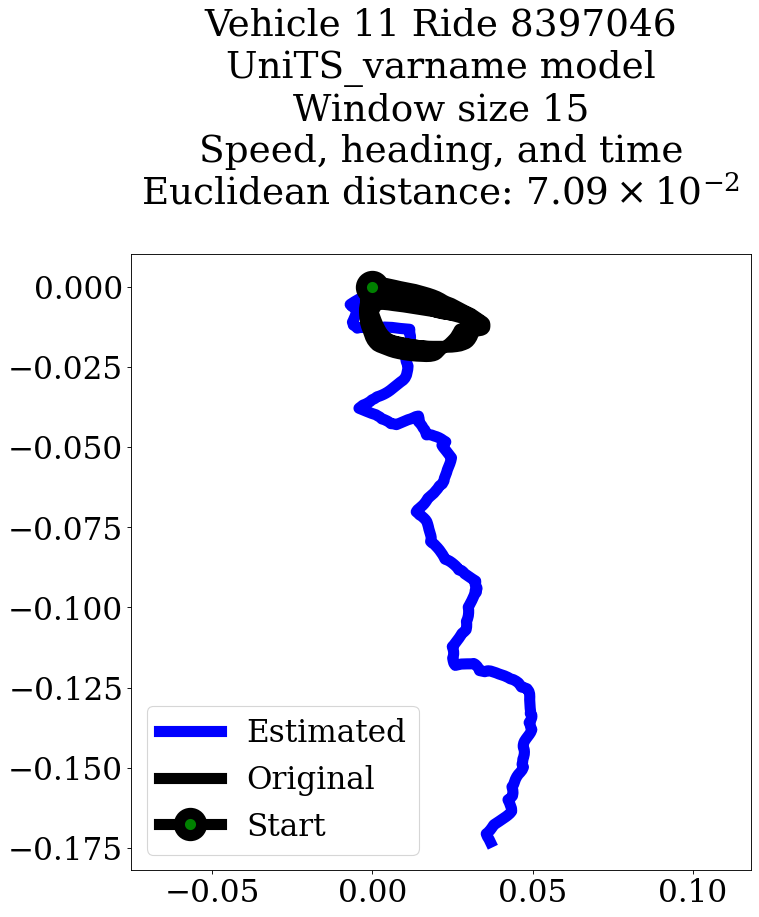 Vehicle 11 Ride 8397046
UniTS_varname model
Window size 15
Speed, heading, and time
Euclidean distance: 7.09 × 10⁻²
0.000
−0.025
−0.050
−0.075
−0.100
−0.125
−0.150
−0.175
Estimated
Original
Start
−0.05 0.00 0.05 0.10